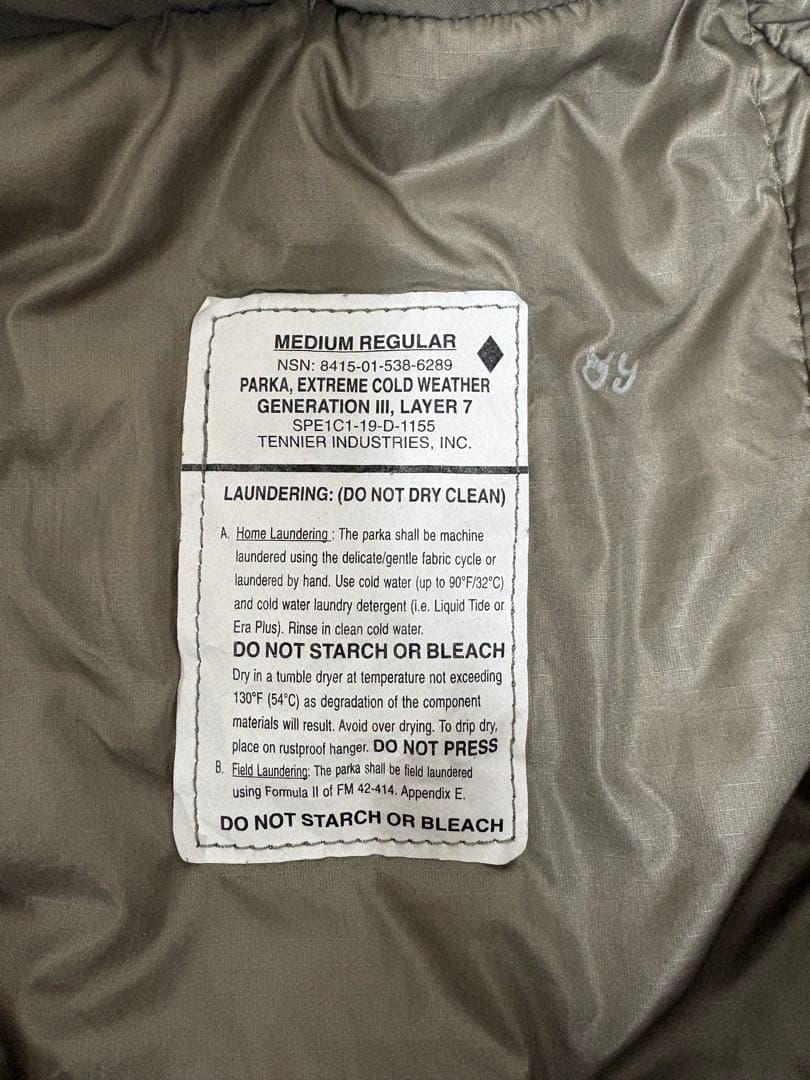 MEDIUM REGULAR
NSN: 8415-01-538-6289
PARKA, EXTREME COLD WEATHER
GENERATION III, LAYER 7
SPE1C1-19-D-1155
TENNIER INDUSTRIES, INC.
LAUNDERING: (DO NOT DRY CLEAN)
A. Home Laundering : The parka shall be machine
laundered using the delicate/gentle fabric cycle or
laundered by hand. Use cold water (up to 90°F/32°C)
and cold water laundry detergent (i.e. Liquid Tide or
Era Plus). Rinse in clean cold water.
DO NOT STARCH OR BLEACH
Dry in a tumble dryer at temperature not exceeding
130°F (54°C) as degradation of the component
materials will result. Avoid over drying. To drip dry,
place on rustproof hanger. DO NOT PRESS
B. Field Laundering: The parka shall be field laundered
using Formula II of FM 42-414. Appendix E.
DO NOT STARCH OR BLEACH